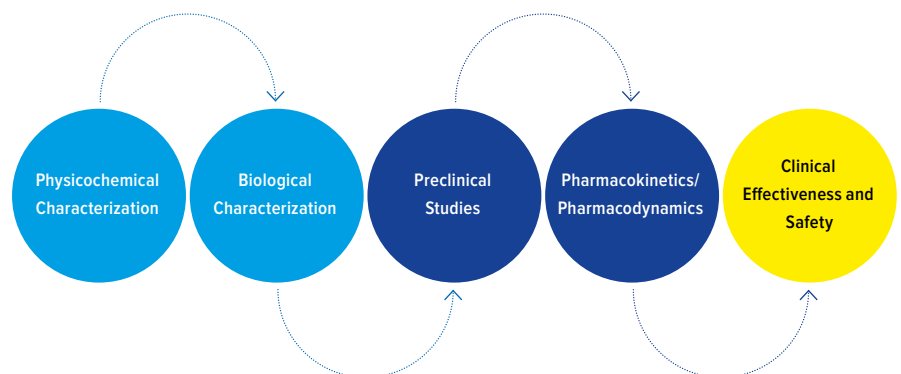 Physicochemical
Characterization
Biological
Characterization
Preclinical
Studies
Pharmacokinetics/
Pharmacodynamics
Clinical
Effectiveness and
Safety